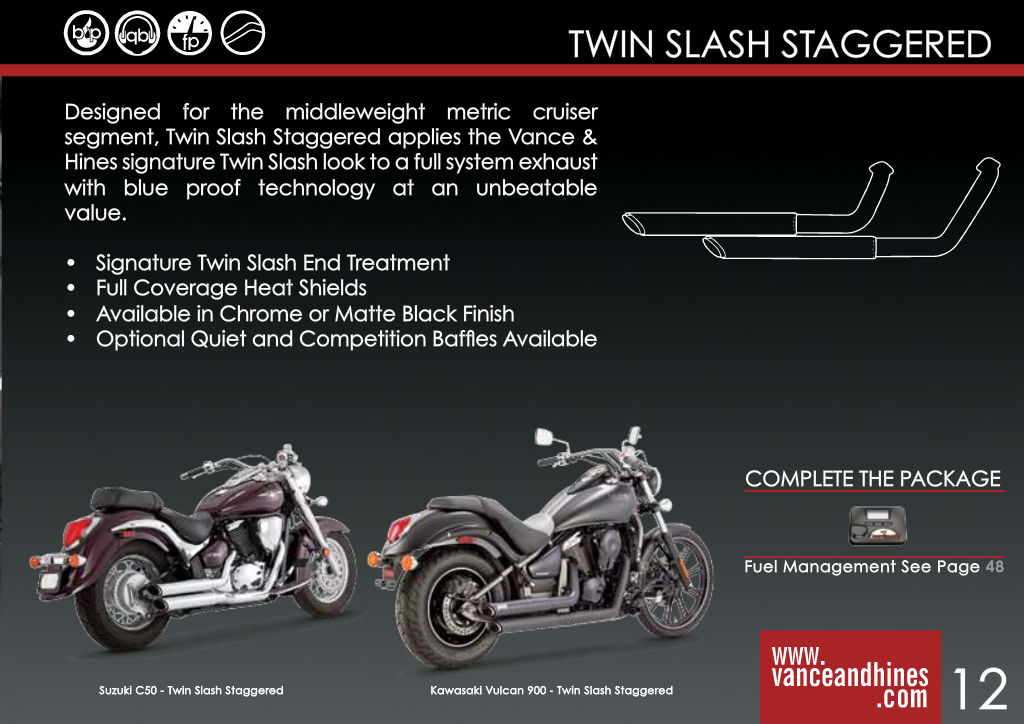 bp
qb
fp
TWIN SLASH STAGGERED
Designed for the middleweight metric cruiser
segment, Twin Slash Staggered applies the Vance &
Hines signature Twin Slash look to a full system exhaust
with blue proof technology at an unbeatable
value.
• Signature Twin Slash End Treatment
• Full Coverage Heat Shields
• Available in Chrome or Matte Black Finish
• Optional Quiet and Competition Baffles Available
COMPLETE THE PACKAGE
Fuel Management See Page 48
Suzuki C50 - Twin Slash Staggered
Kawasaki Vulcan 900 - Twin Slash Staggered
www.
vanceandhines
.com
12